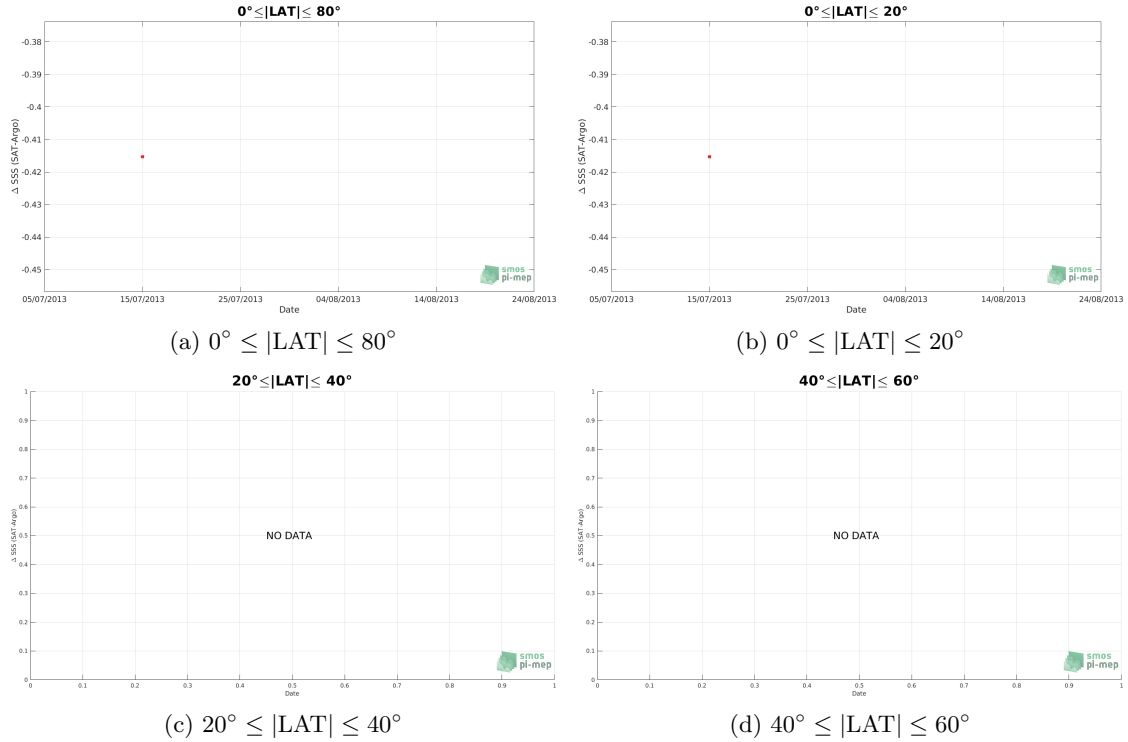 0°≤|LAT|≤ 80°
-0.38
-0.39
-0.4
-0.41
-0.42
-0.43
-0.44
-0.45
Δ SSS (SAT-Argo)
smos
pi-mep
05/07/2013 15/07/2013 25/07/2013 04/08/2013 14/08/2013 24/08/2013
Date
(a) 0° ≤ |LAT| ≤ 80°
0°≤|LAT|≤ 20°
-0.38
-0.39
-0.4
-0.41
-0.42
-0.43
-0.44
-0.45
Δ SSS (SAT-Argo)
smos
pi-mep
05/07/2013 15/07/2013 25/07/2013 04/08/2013 14/08/2013 24/08/2013
Date
(b) 0° ≤ |LAT| ≤ 20°
20°≤|LAT|≤ 40°
1
0.9
0.8
0.7
0.6
0.5
0.4
0.3
0.2
0.1
0
Δ SSS (SAT-Argo)
NO DATA
smos
pi-mep
0 0.1 0.2 0.3 0.4 0.5 0.6 0.7 0.8 0.9 1
Date
(c) 20° ≤ |LAT| ≤ 40°
40°≤|LAT|≤ 60°
1
0.9
0.8
0.7
0.6
0.5
0.4
0.3
0.2
0.1
0
Δ SSS (SAT-Argo)
NO DATA
smos
pi-mep
0 0.1 0.2 0.3 0.4 0.5 0.6 0.7 0.8 0.9 1
Date
(d) 40° ≤ |LAT| ≤ 60°